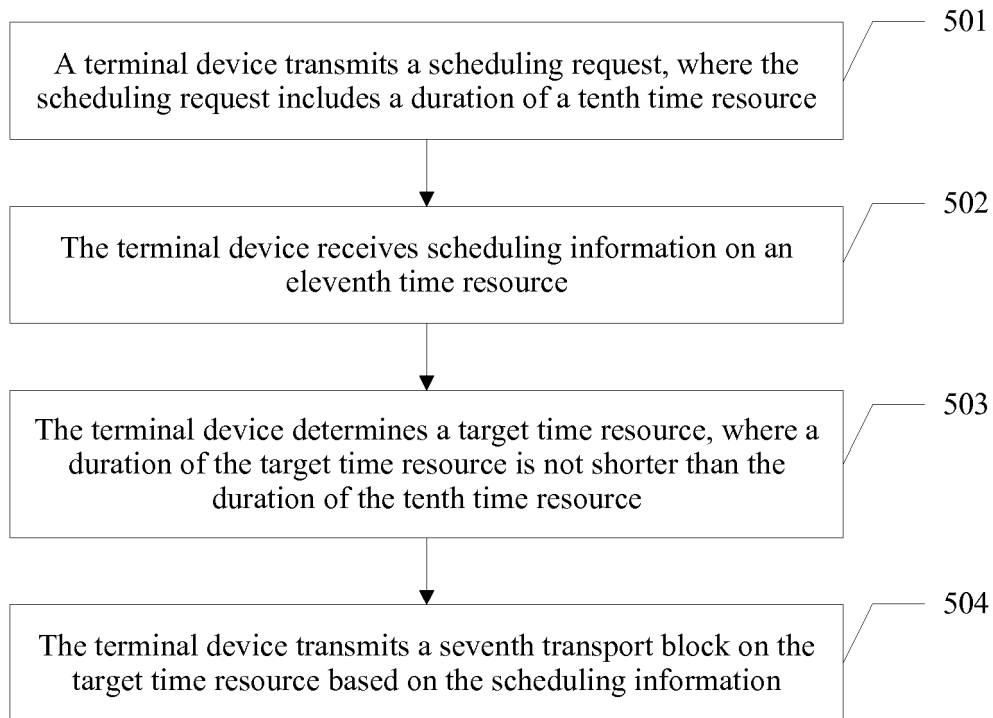 501
A terminal device transmits a scheduling request, where the
scheduling request includes a duration of a tenth time resource
502
The terminal device receives scheduling information on an
eleventh time resource
503
The terminal device determines a target time resource, where a
duration of the target time resource is not shorter than the
duration of the tenth time resource
504
The terminal device transmits a seventh transport block on the
target time resource based on the scheduling information